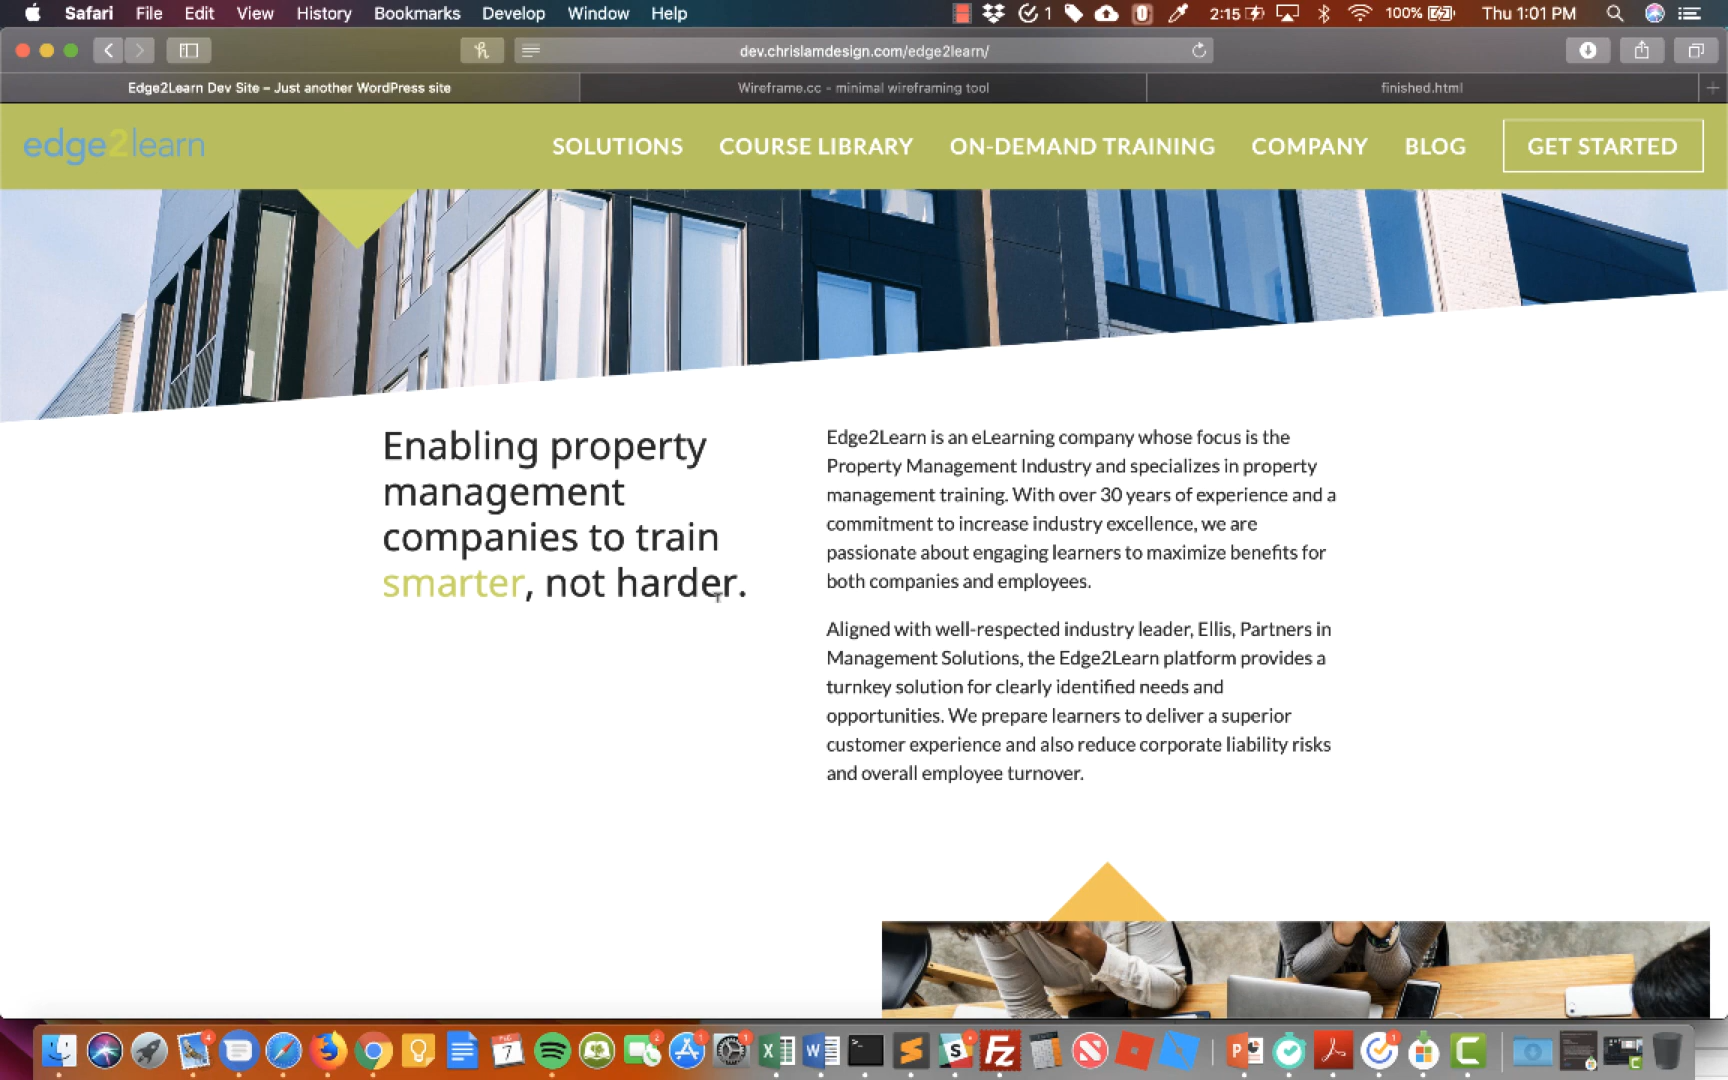 Safari File Edit View History Bookmarks Develop Window Help 1 2:15 100% Thu 1:01 PM
dev.chrislamdesign.com/edge2learn/
Edge2Learn Dev Site – Just another WordPress site Wireframe.cc - minimal wireframing tool finished.html
edge2learn SOLUTIONS COURSE LIBRARY ON-DEMAND TRAINING COMPANY BLOG GET STARTED
Enabling property
management
companies to train
smarter, not harder.
Edge2Learn is an eLearning company whose focus is the
Property Management Industry and specializes in property
management training. With over 30 years of experience and a
commitment to increase industry excellence, we are
passionate about engaging learners to maximize benefits for
both companies and employees.
Aligned with well-respected industry leader, Ellis, Partners in
Management Solutions, the Edge2Learn platform provides a
turnkey solution for clearly identified needs and
opportunities. We prepare learners to deliver a superior
customer experience and also reduce corporate liability risks
and overall employee turnover.